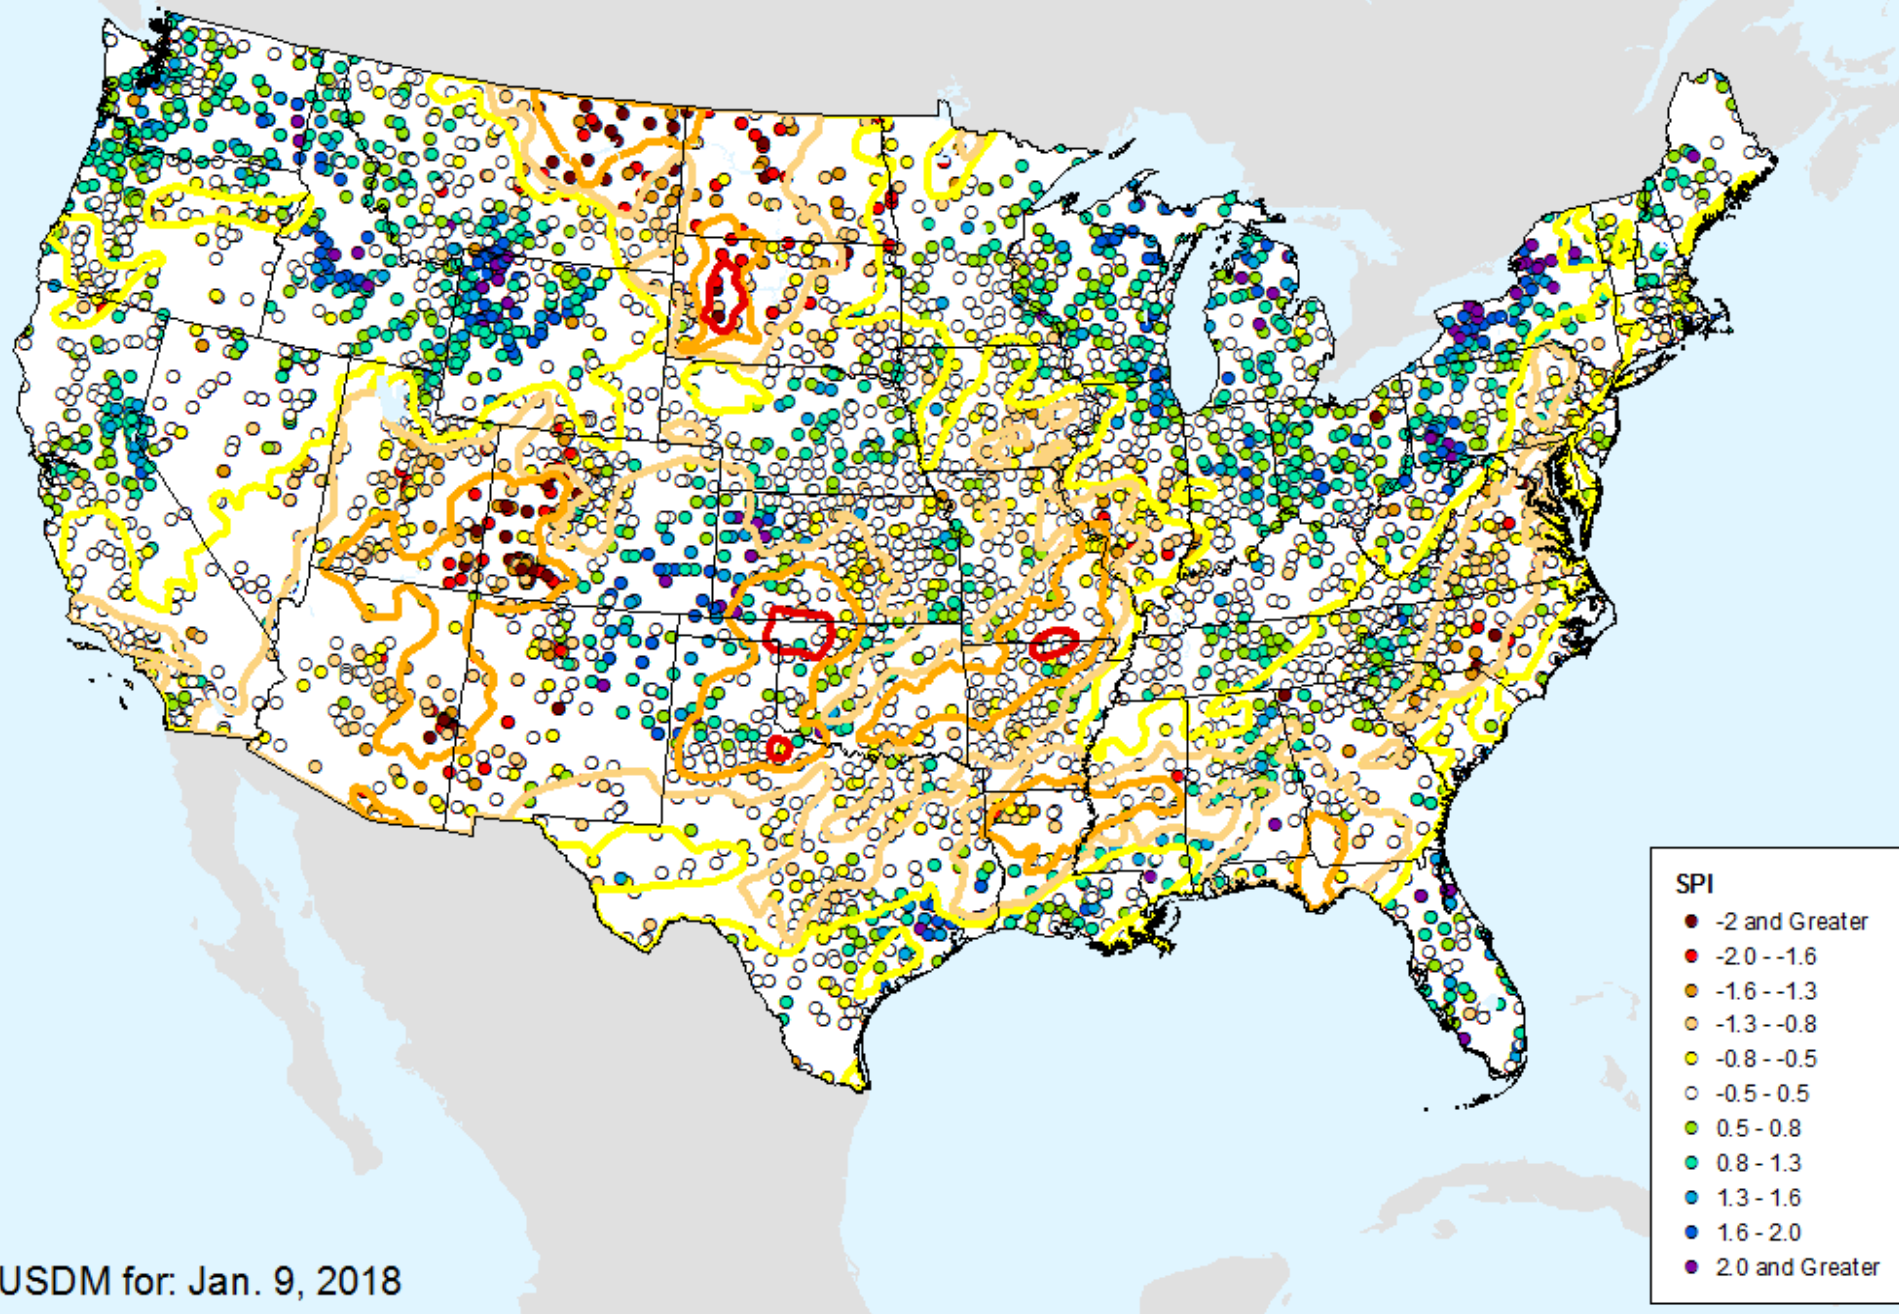 SPI
-2 and Greater
-2.0 - -1.6
-1.6 - -1.3
-1.3 - -0.8
-0.8 - -0.5
-0.5 - 0.5
0.5 - 0.8
0.8 - 1.3
1.3 - 1.6
1.6 - 2.0
2.0 and Greater
USDM for: Jan. 9, 2018